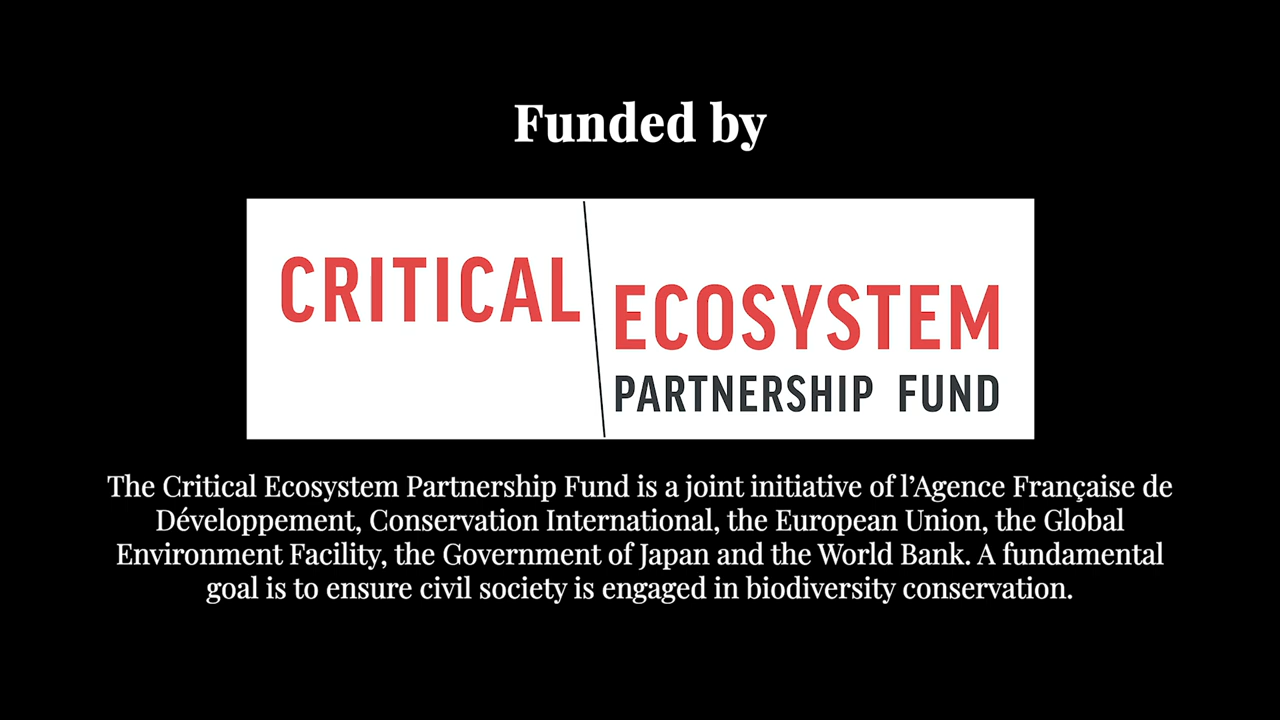 Funded by
CRITICAL
ECOSYSTEM
PARTNERSHIP FUND
The Critical Ecosystem Partnership Fund is a joint initiative of l’Agence Française de
Développement, Conservation International, the European Union, the Global
Environment Facility, the Government of Japan and the World Bank. A fundamental
goal is to ensure civil society is engaged in biodiversity conservation.